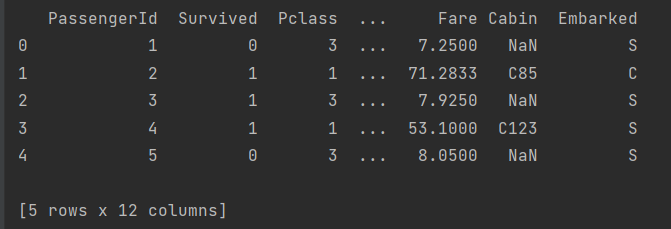 PassengerId Survived Pclass ... Fare Cabin Embarked
0 1 0 3 ... 7.2500 NaN S
1 2 1 1 ... 71.2833 C85 C
2 3 1 3 ... 7.9250 NaN S
3 4 1 1 ... 53.1000 C123 S
4 5 0 3 ... 8.0500 NaN S
[5 rows x 12 columns]